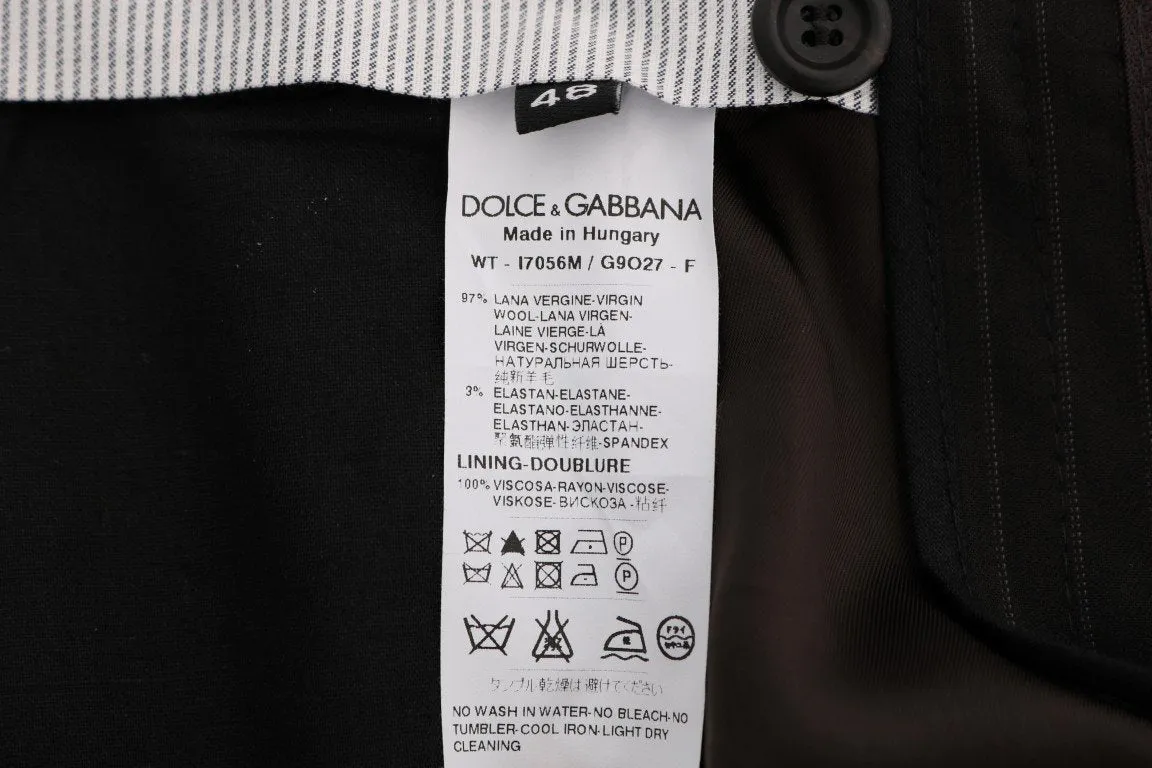 48
DOLCE & GABBANA
Made in Hungary
WT - I7056M / G9O27 - F
97% LANA VERGINE-VIRGIN
WOOL-LANA VIRGEN-
LAINE VIERGE-LÀ
VIRGEN-SCHURWOLLE-
НАТУРАЛЬНАЯ ШЕРСТЬ-
纯新羊毛
3% ELASTAN-ELASTANE-
ELASTANO-ELASTHANNE-
ELASTHAN-ЭЛАСТАН-
聚氨酯弹性纤维-SPANDEX
LINING-DOUBLURE
100% VISCOSA-RAYON-VISCOSE-
VISKOSE-ВИСКОЗА-粘纤
P
P
ドライ
タンブル乾燥は避けてください
NO WASH IN WATER-NO BLEACH-NO
TUMBLER-COOL IRON-LIGHT DRY
CLEANING